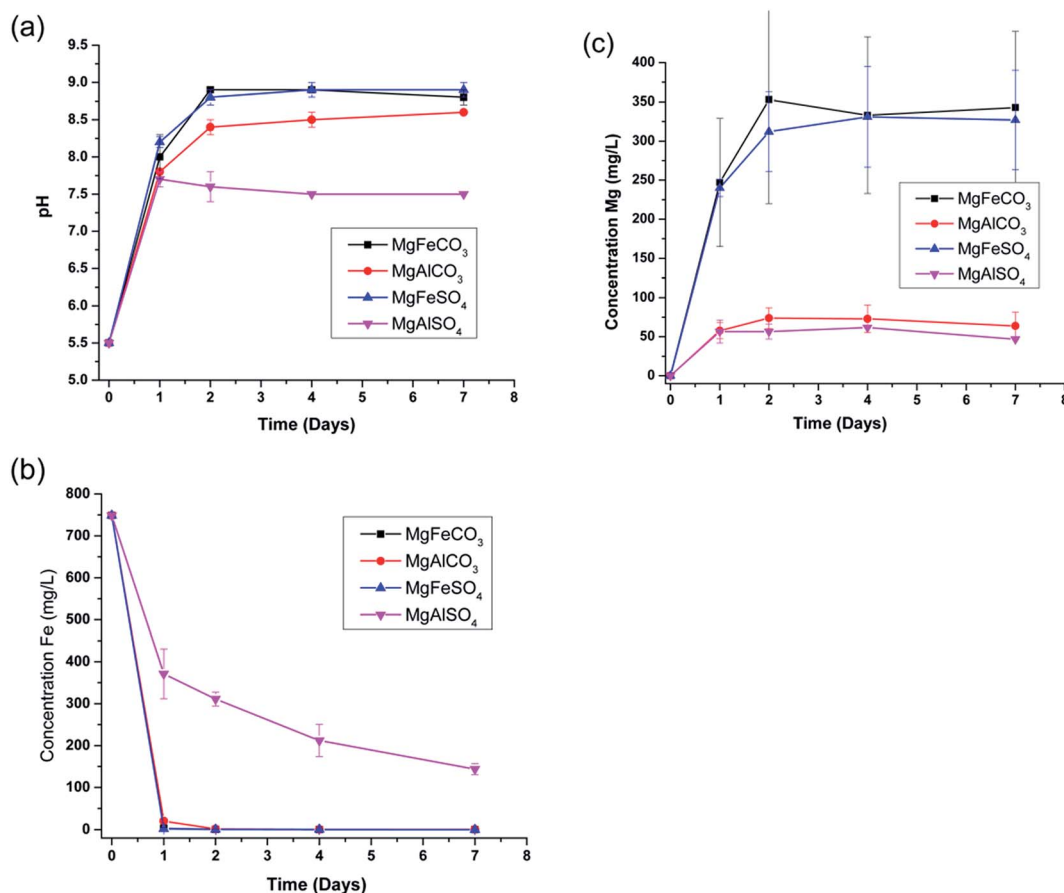 (a)
9.5
9.0
8.5
8.0
7.5
7.0
6.5
6.0
5.5
5.0
pH
MgFeCO₃
MgAlCO₃
MgFeSO₄
MgAlSO₄
0 1 2 3 4 5 6 7 8
Time (Days)
(c)
400
350
300
250
200
150
100
50
0
Concentration Mg (mg/L)
MgFeCO₃
MgAlCO₃
MgFeSO₄
MgAlSO₄
0 1 2 3 4 5 6 7 8
Time (Days)
(b)
800
700
600
500
400
300
200
100
0
Concentration Fe (mg/L)
MgFeCO₃
MgAlCO₃
MgFeSO₄
MgAlSO₄
0 1 2 3 4 5 6 7 8
Time (Days)